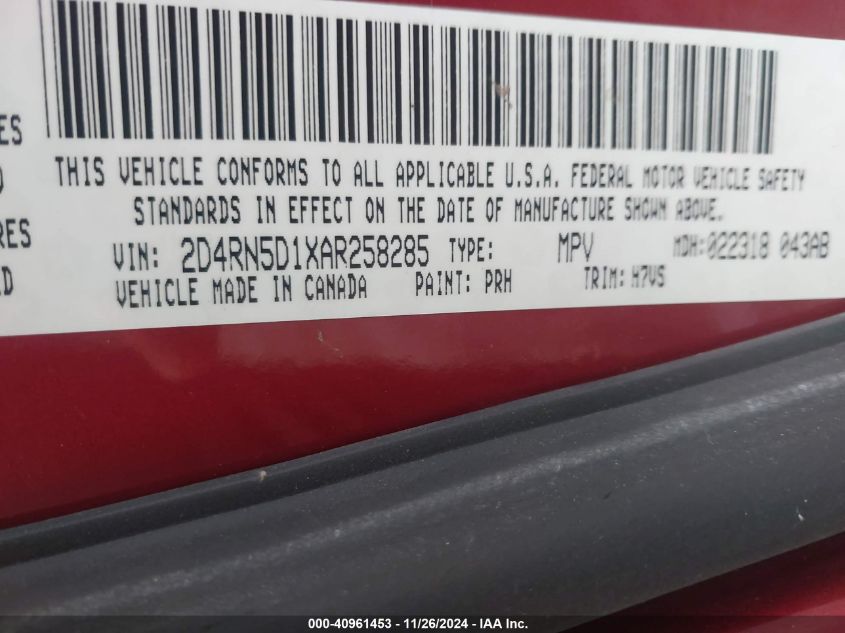 ES
THIS VEHICLE CONFORMS TO ALL APPLICABLE U.S.A. FEDERAL MOTOR VEHICLE SAFETY
STANDARDS IN EFFECT ON THE DATE OF MANUFACTURE SHOWN ABOVE.
RES
VIN: 2D4RN5D1XAR258285 TYPE: MPV MDH:022318 043AB
D
VEHICLE MADE IN CANADA PAINT: PRH TRIM: H7VS
000-40961453 - 11/26/2024 - IAA Inc.